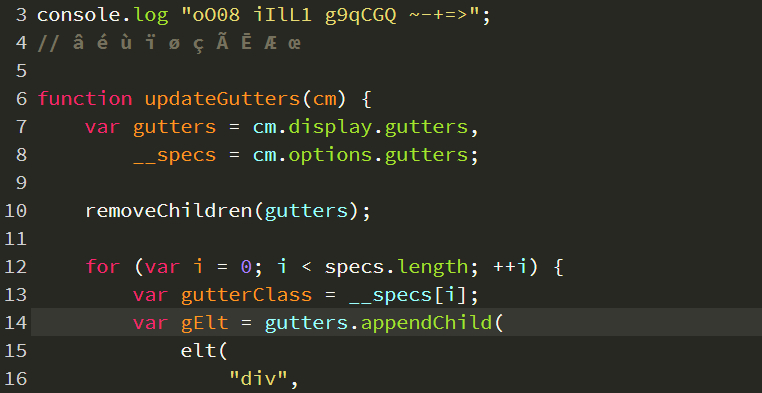 3 console.log "oO08 iIlL1 g9qCGQ ~-+=>";
4 // â é ù ï ø ç Ã Ē Æ œ
5
6 function updateGutters(cm) {
7     var gutters = cm.display.gutters,
8         __specs = cm.options.gutters;
9
10     removeChildren(gutters);
11
12     for (var i = 0; i < specs.length; ++i) {
13         var gutterClass = __specs[i];
14         var gElt = gutters.appendChild(
15             elt(
16                 "div",